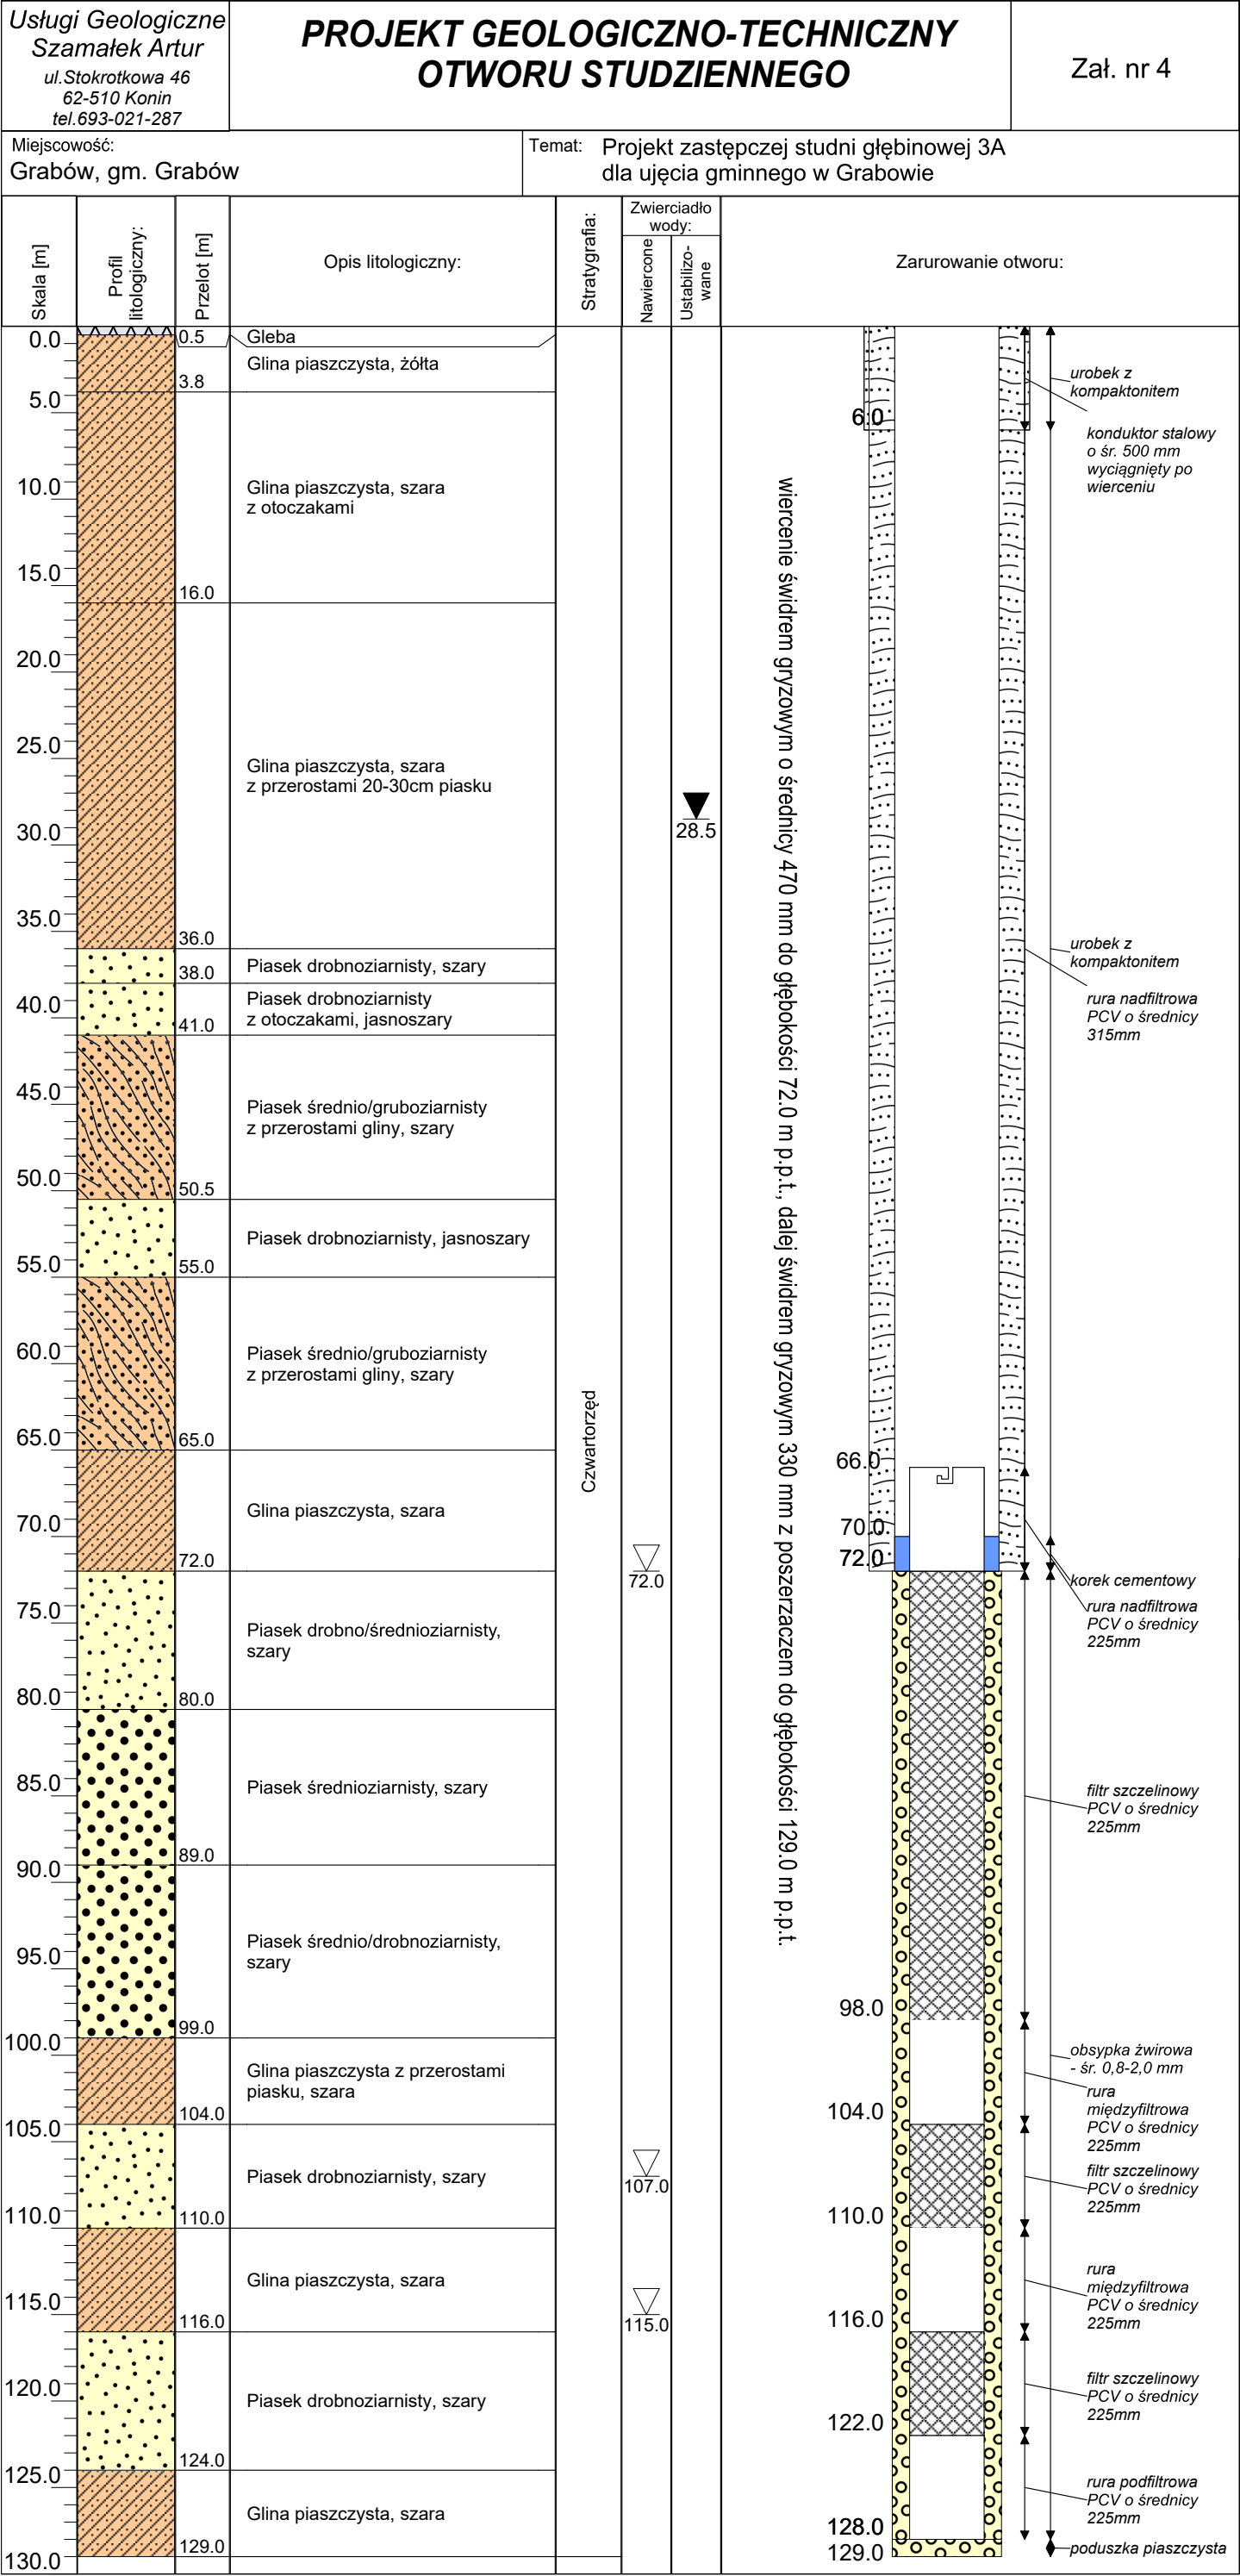 Usługi Geologiczne
Szamałek Artur
ul.Stokrotkowa 46
62-510 Konin
tel.693-021-287
PROJEKT GEOLOGICZNO-TECHNICZNY
OTWORU STUDZIENNEGO
Zał. nr 4
Miejscowość:
Grabów, gm. Grabów
Temat: Projekt zastępczej studni głębinowej 3A
dla ujęcia gminnego w Grabowie
Skala [m]
Profil
litologiczny:
Przelot [m]
Opis litologiczny:
Stratygrafia:
Zwierciadło
wody:
Nawiercone
Ustabilizo-
wane
Zarurowanie otworu:
0.0
5.0
10.0
15.0
20.0
25.0
30.0
35.0
40.0
45.0
50.0
55.0
60.0
65.0
70.0
75.0
80.0
85.0
90.0
95.0
100.0
105.0
110.0
115.0
120.0
125.0
130.0
0.5
Gleba
Glina piaszczysta, żółta
3.8
Glina piaszczysta, szara
z otoczakami
16.0
Glina piaszczysta, szara
z przerostami 20-30cm piasku
36.0
Piasek drobnoziarnisty, szary
38.0
Piasek drobnoziarnisty
z otoczakami, jasnoszary
41.0
Piasek średnio/gruboziarnisty
z przerostami gliny, szary
50.5
Piasek drobnoziarnisty, jasnoszary
55.0
Piasek średnio/gruboziarnisty
z przerostami gliny, szary
65.0
Glina piaszczysta, szara
72.0
Piasek drobno/średnioziarnisty,
szary
80.0
Piasek średnioziarnisty, szary
89.0
Piasek średnio/drobnoziarnisty,
szary
99.0
Glina piaszczysta z przerostami
piasku, szara
104.0
Piasek drobnoziarnisty, szary
110.0
Glina piaszczysta, szara
116.0
Piasek drobnoziarnisty, szary
124.0
Glina piaszczysta, szara
129.0
Czwartorzęd
72.0
107.0
115.0
28.5
wiercenie świdrem gryzowym o średnicy 470 mm do głębokości 72.0 m p.p.t., dalej świdrem gryzowym 330 mm z poszerzaczem do głębokości 129.0 m p.p.t.
6.0
66.0
70.0
72.0
98.0
104.0
110.0
116.0
122.0
128.0
129.0
urobek z
kompaktonitem
konduktor stalowy
o śr. 500 mm
wyciągnięty po
wierceniu
urobek z
kompaktonitem
rura nadfiltrowa
PCV o średnicy
315mm
korek cementowy
rura nadfiltrowa
PCV o średnicy
225mm
filtr szczelinowy
PCV o średnicy
225mm
obsypka żwirowa
- śr. 0,8-2,0 mm
rura
międzyfiltrowa
PCV o średnicy
225mm
filtr szczelinowy
PCV o średnicy
225mm
rura
międzyfiltrowa
PCV o średnicy
225mm
filtr szczelinowy
PCV o średnicy
225mm
rura podfiltrowa
PCV o średnicy
225mm
poduszka piaszczysta